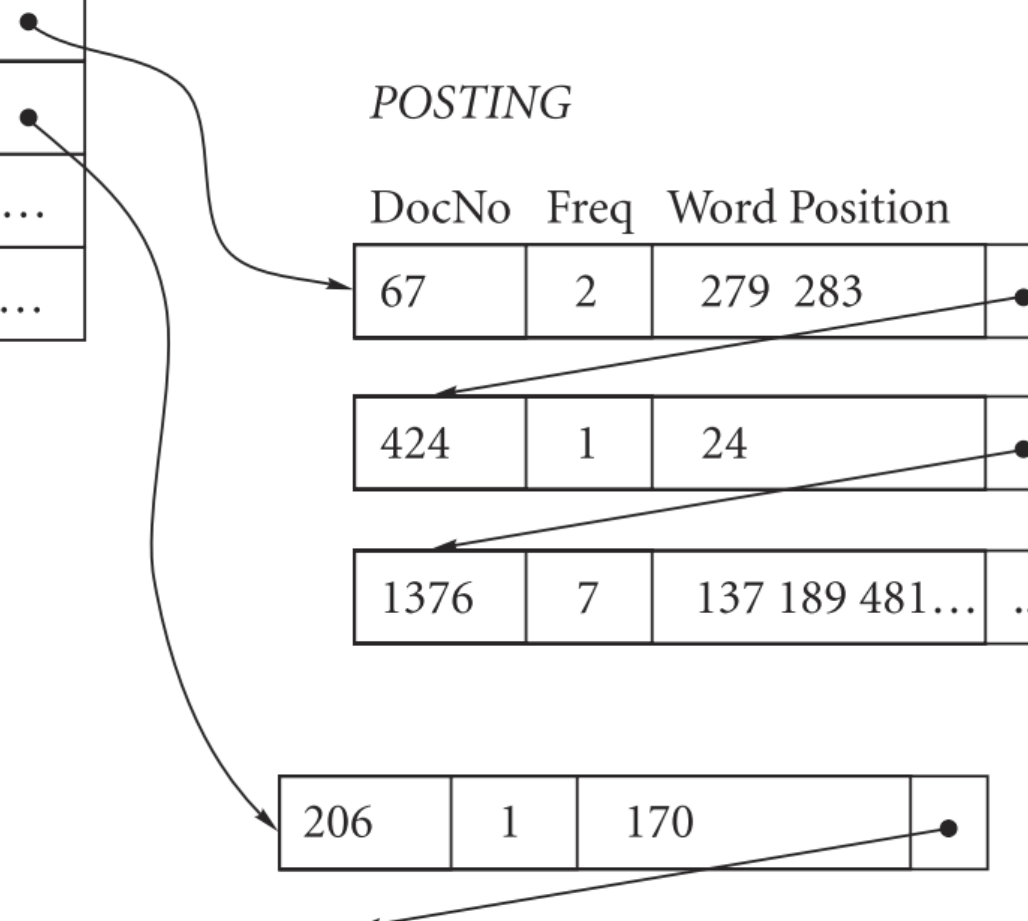 POSTING
DocNo Freq Word Position
...
67 2 279 283
...
424 1 24
1376 7 137 189 481... ..
206 1 170